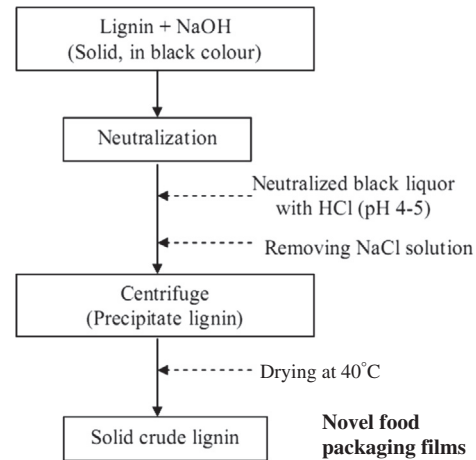 Lignin + NaOH
(Solid, in black colour)
Neutralization
Neutralized black liquor
with HCl (pH 4-5)
Removing NaCl solution
Centrifuge
(Precipitate lignin)
Drying at 40°C
Solid crude lignin
Novel food
packaging films